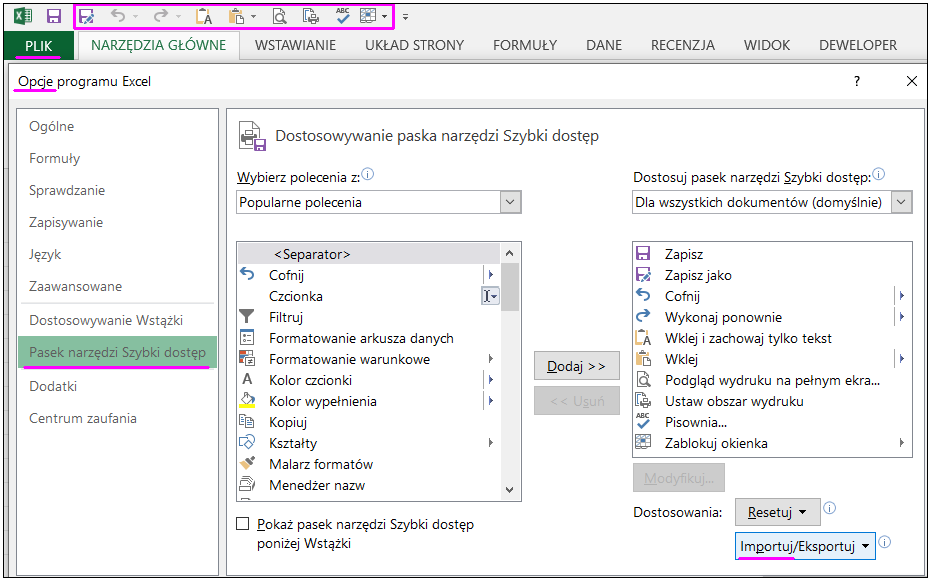 PLIK NARZĘDZIA GŁÓWNE WSTAWIANIE UKŁAD STRONY FORMUŁY DANE RECENZJA WIDOK DEWELOPER
Opcje programu Excel ?
Ogólne
Formuły
Sprawdzanie
Zapisywanie
Język
Zaawansowane
Dostosowywanie Wstążki
Pasek narzędzi Szybki dostęp
Dodatki
Centrum zaufania
Dostosowywanie paska narzędzi Szybki dostęp
Wybierz polecenia z:
Popularne polecenia
<Separator>
Cofnij
Czcionka
Filtruj
Formatowanie arkusza danych
Formatowanie warunkowe
Kolor czcionki
Kolor wypełnienia
Kopiuj
Kształty
Malarz formatów
Menedżer nazw
Pokaż pasek narzędzi Szybki dostęp
poniżej Wstążki
Dodaj >>
<< Usuń
Dostosuj pasek narzędzi Szybki dostęp:
Dla wszystkich dokumentów (domyślnie)
Zapisz
Zapisz jako
Cofnij
Wykonaj ponownie
Wklej i zachowaj tylko tekst
Wklej
Podgląd wydruku na pełnym ekra...
Ustaw obszar wydruku
Pisownia...
Zablokuj okienka
Modyfikuj...
Dostosowania: Resetuj
Importuj/Eksportuj